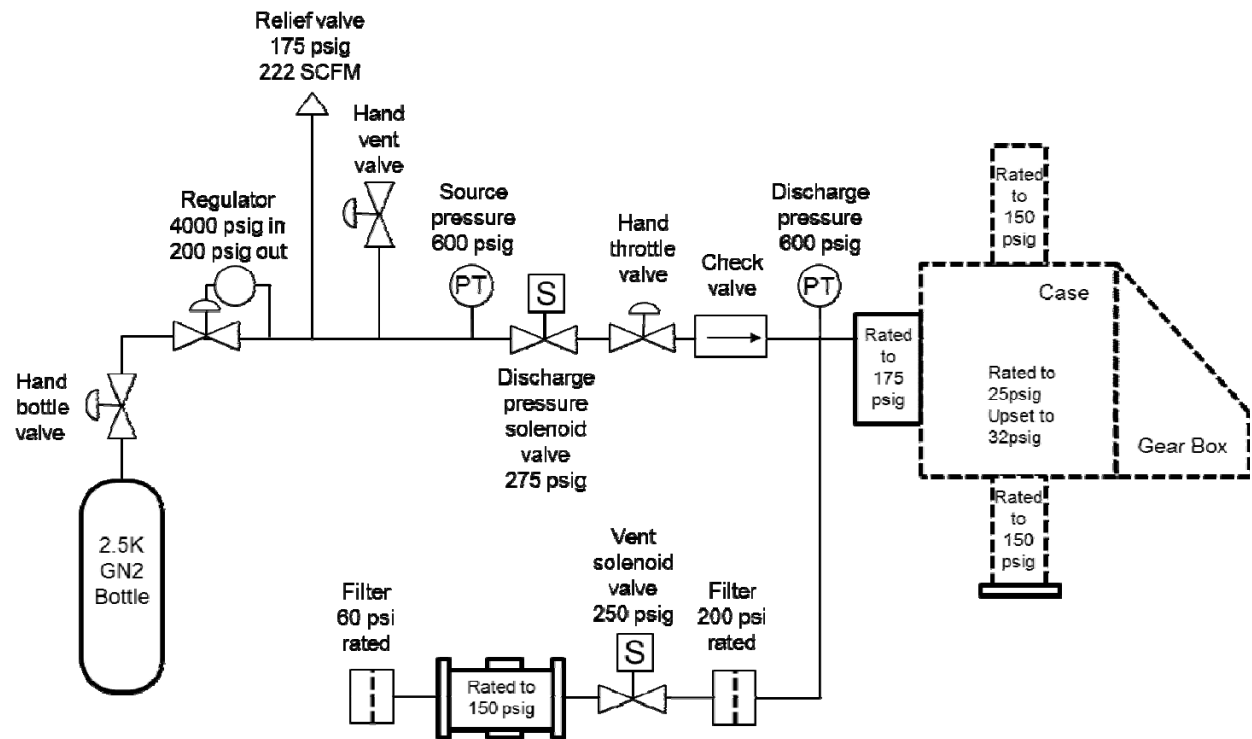 Relief valve
175 psig
222 SCFM
Hand
vent
valve
Regulator
4000 psig in
200 psig out
Source
pressure
600 psig
PT
S
Hand
throttle
valve
Check
valve
Discharge
pressure
600 psig
PT
Rated
to
150
psig
Case
Rated
to
175
psig
Rated to
25psig
Upset to
32psig
Gear Box
Rated
to
150
psig
Hand
bottle
valve
Discharge
pressure
solenoid
valve
275 psig
2.5K
GN2
Bottle
Filter
60 psi
rated
Rated to
150 psig
Vent
solenoid
valve
250 psig
S
Filter
200 psi
rated